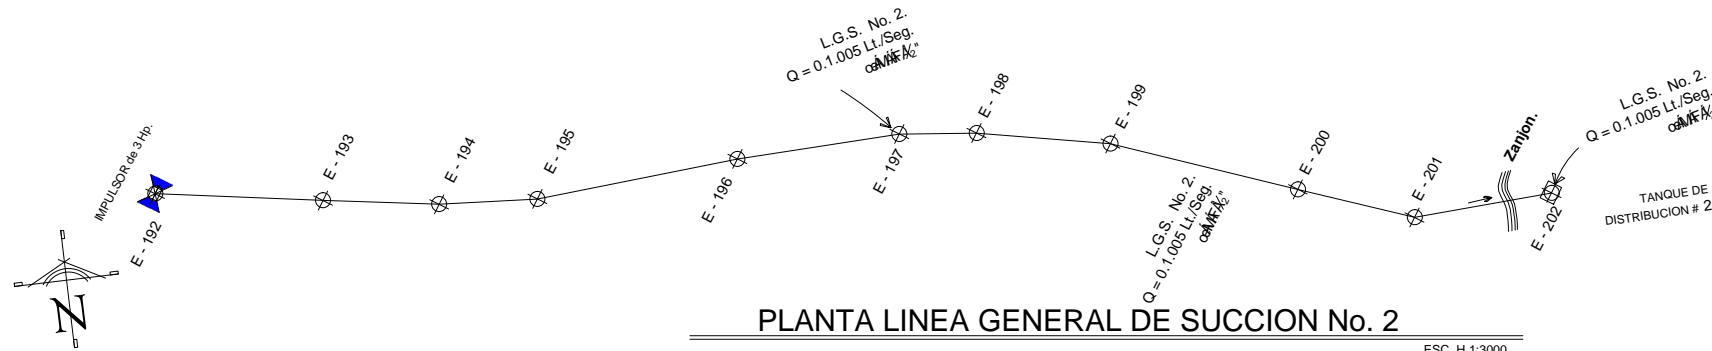 L.G.S. No. 2.
Q = 0.1.005 Lt./Seg.
L.G.S. No. 2.
Q = 0.1.005 Lt./Seg.
IMPULSOR de 3 Hp.
E - 192
E - 193
E - 194
E - 195
E - 196
E - 197
E - 198
E - 199
E - 200
E - 201
Zanjon.
E - 202
TANQUE DE
DISTRIBUCION # 2
L.G.S. No. 2.
Q = 0.1.005 Lt./Seg.
N
PLANTA LINEA GENERAL DE SUCCION No. 2
ESC. H 1:3000